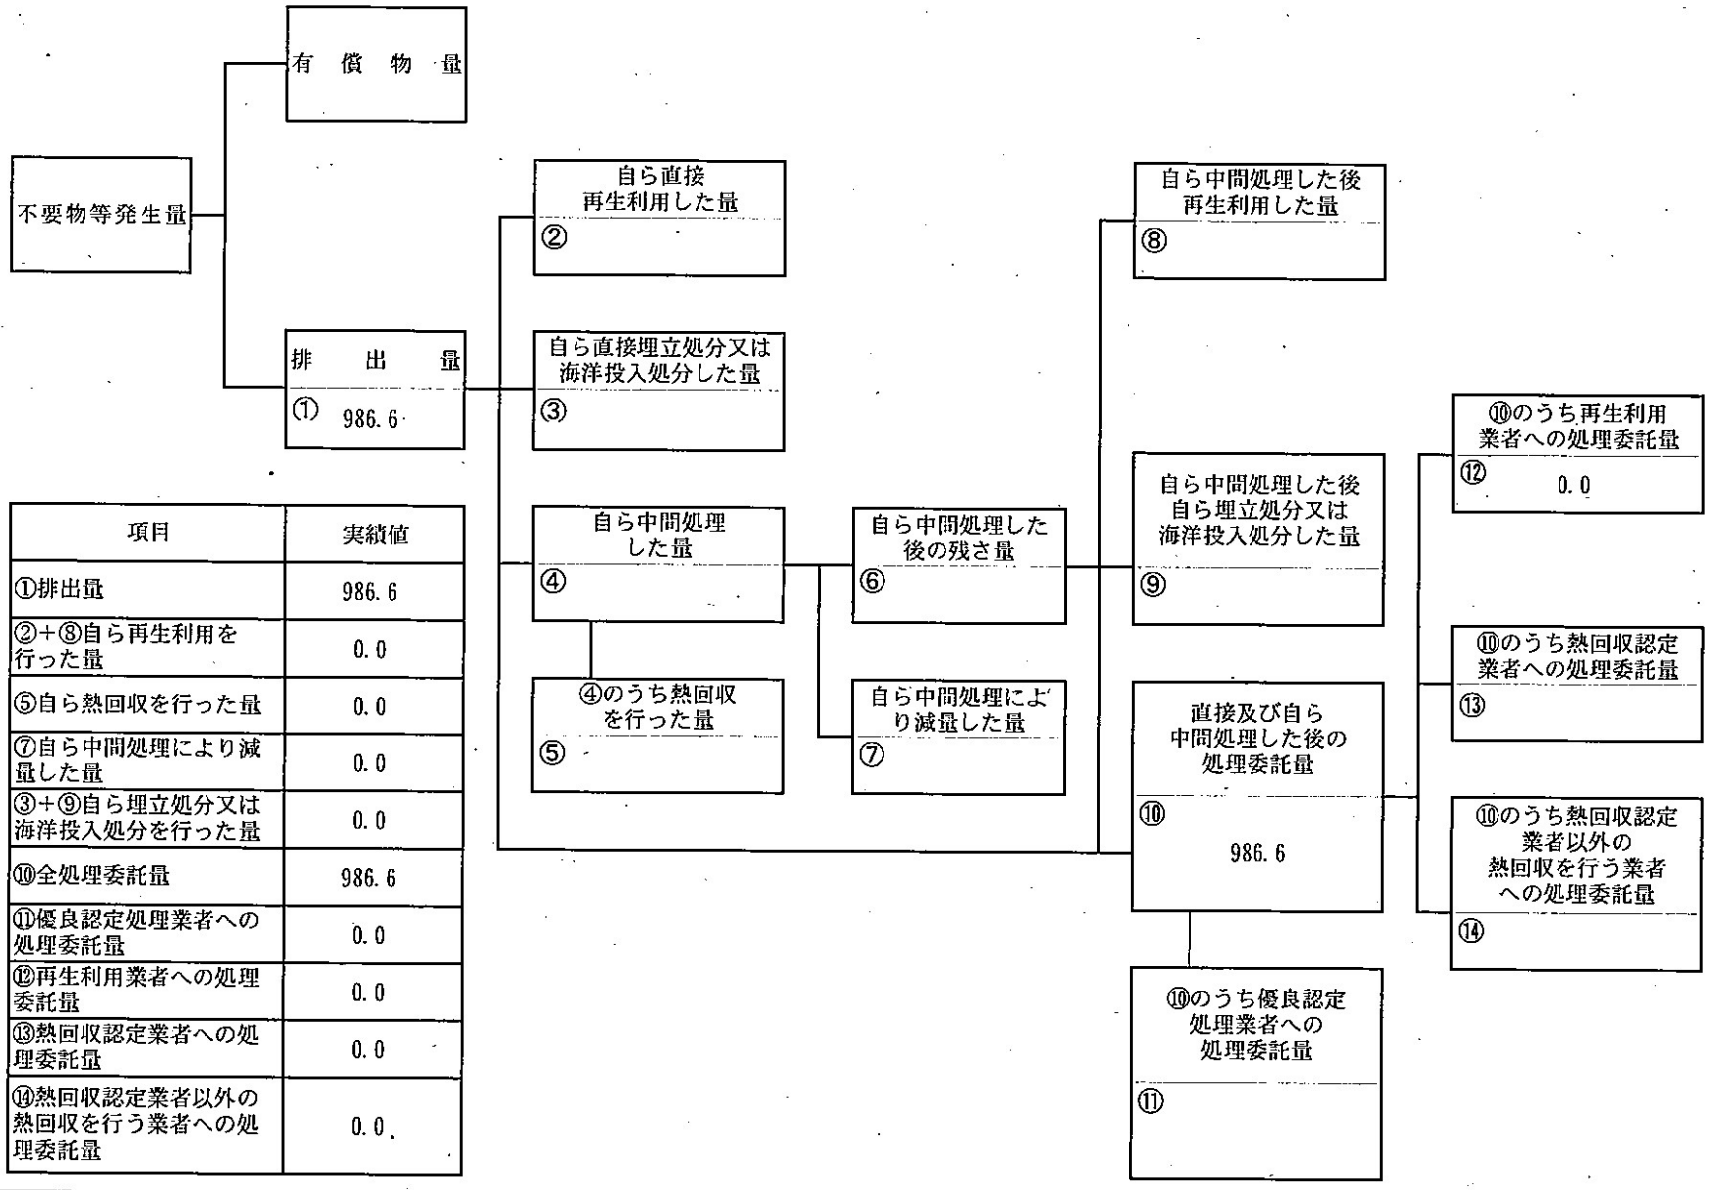 有償物量
不要物等発生量
排出量
① 986.6
自ら直接
再生利用した量
②
自ら直接埋立処分又は
海洋投入処分した量
③
自ら中間処理
した量
④
④のうち熱回収
を行った量
⑤
自ら中間処理した
後の残さ量
⑥
自ら中間処理によ
り減量した量
⑦
自ら中間処理した後
再生利用した量
⑧
自ら中間処理した後
自ら埋立処分又は
海洋投入処分した量
⑨
直接及び自ら
中間処理した後の
処理委託量
⑩
986.6
⑩のうち優良認定
処理業者への
処理委託量
⑪
⑩のうち再生利用
業者への処理委託量
⑫ 0.0
⑩のうち熱回収認定
業者への処理委託量
⑬
⑩のうち熱回収認定
業者以外の
熱回収を行う業者
への処理委託量
⑭
項目 実績値
①排出量 986.6
②+⑧自ら再生利用を
行った量 0.0
⑤自ら熱回収を行った量 0.0
⑦自ら中間処理により減
量した量 0.0
③+⑨自ら埋立処分又は
海洋投入処分を行った量 0.0
⑩全処理委託量 986.6
⑪優良認定処理業者への
処理委託量 0.0
⑫再生利用業者への処理
委託量 0.0
⑬熱回収認定業者への処
理委託量 0.0
⑭熱回収認定業者以外の
熱回収を行う業者への処
理委託量 0.0